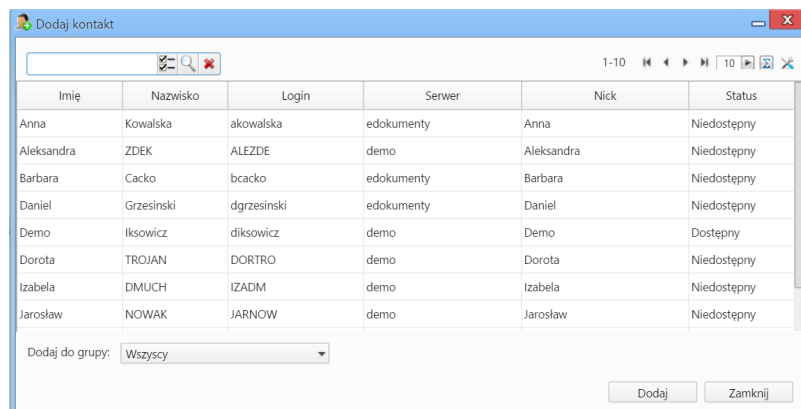 Dodaj kontakt
1-10 10
Imię Nazwisko Login Serwer Nick Status
Anna Kowalska akowalska edokumenty Anna Niedostępny
Aleksandra ZDEK ALEZDE demo Aleksandra Niedostępny
Barbara Cacko bcacko edokumenty Barbara Niedostępny
Daniel Grzesinski dgrzesinski edokumenty Daniel Niedostępny
Demo Iksowicz diksowicz demo Demo Dostępny
Dorota TROJAN DORTRO demo Dorota Niedostępny
Izabela DMUCH IZADM demo Izabela Niedostępny
Jarosław NOWAK JARNOW demo Jarosław Niedostępny
Dodaj do grupy: Wszyscy
Dodaj Zamknij